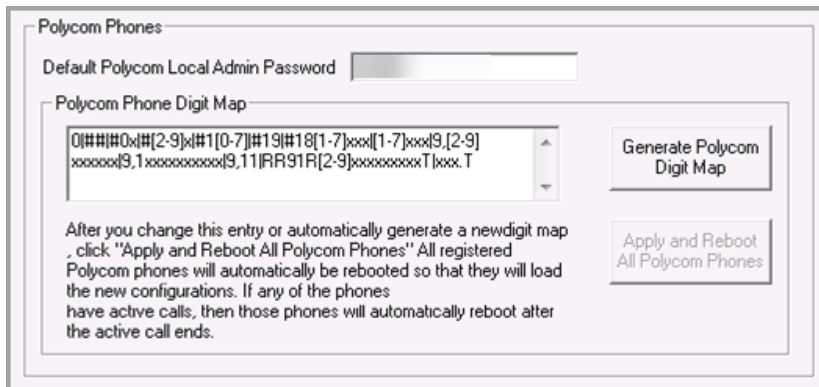 Polycom Phones
Default Polycom Local Admin Password
Polycom Phone Digit Map
0|##|#0x|#[2-9]x|#1[0-7]|#19|#18[1-7]xxx|[1-7]xxx|9,[2-9]
xxxxxx|9,1xxxxxxxxxx|9,11|RR91R[2-9]xxxxxxxxxT|xxx.T
Generate Polycom
Digit Map
After you change this entry or automatically generate a newdigit map
, click "Apply and Reboot All Polycom Phones" All registered
Polycom phones will automatically be rebooted so that they will load
the new configurations. If any of the phones
have active calls, then those phones will automatically reboot after
the active call ends.
Apply and Reboot
All Polycom Phones